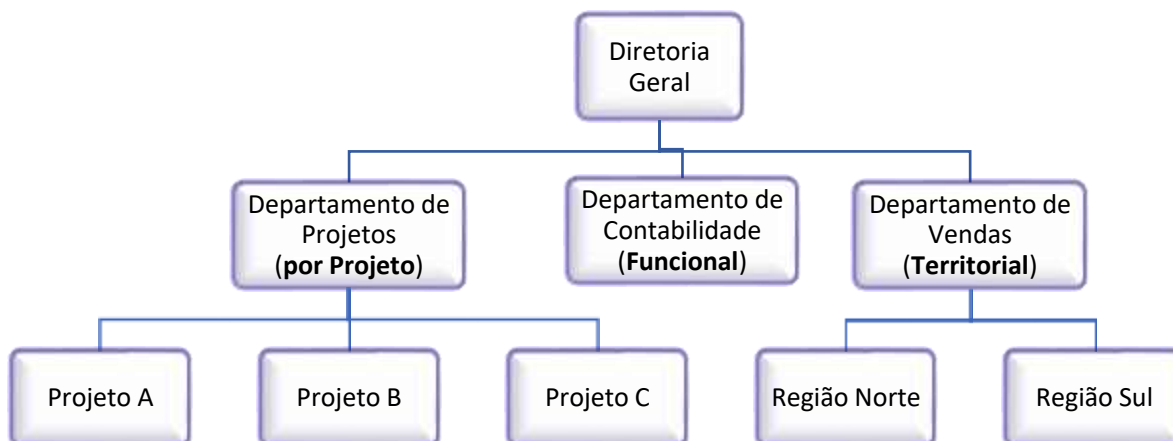 Diretoria
Geral
Departamento de
Projetos
(por Projeto)
Departamento de
Contabilidade
(Funcional)
Departamento de
Vendas
(Territorial)
Projeto A
Projeto B
Projeto C
Região Norte
Região Sul